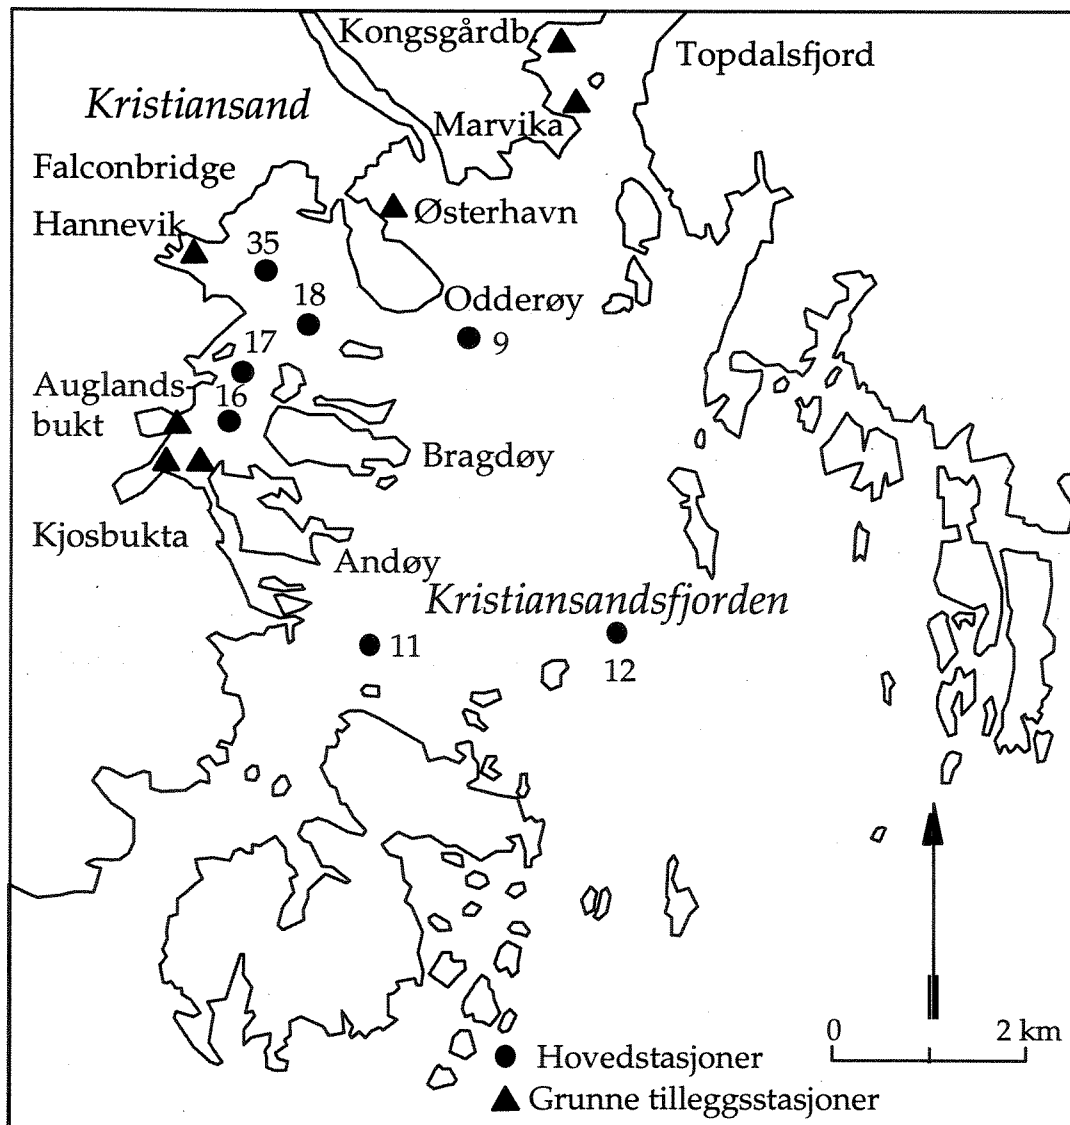 Kongsgårdb.
Topdalsfjord
Kristiansand
Marvika
Falconbridge
Hannevik
Østerhavn
35
18
Odderøy
9
17
Auglands-
bukt
16
Bragdøy
Kjosbukta
Andøy
Kristiansandsfjorden
11
12
0 2 km
Hovedstasjoner
Grunne tilleggsstasjoner